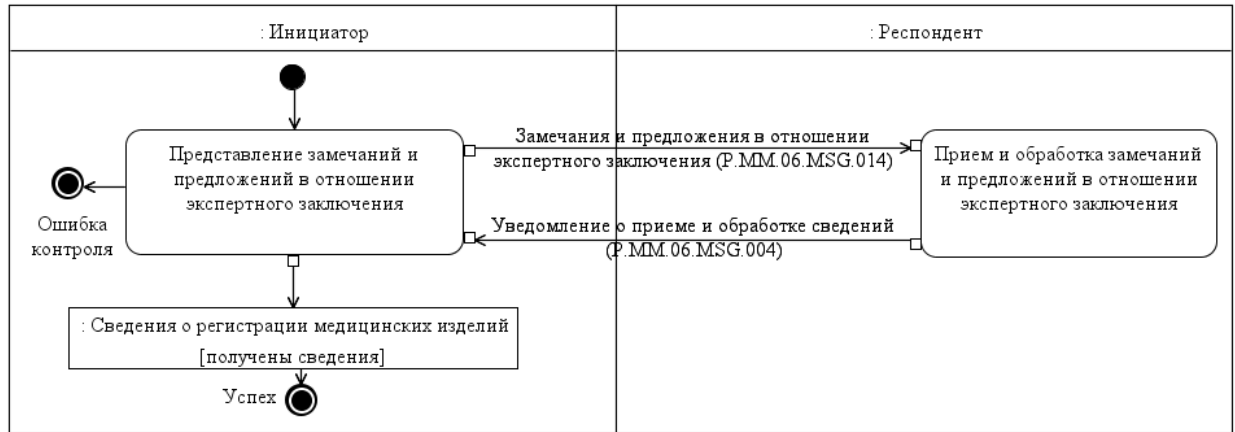 : Инициатор
: Респондент
Представление замечаний и
предложений в отношении
экспертного заключения
Замечания и предложения в отношении
экспертного заключения (P.MM.06.MSG.014)
Прием и обработка замечаний
и предложений в отношении
экспертного заключения
Ошибка
контроля
Уведомление о приеме и обработке сведений
(P.MM.06.MSG.004)
: Сведения о регистрации медицинских изделий
[получены сведения]
Успех